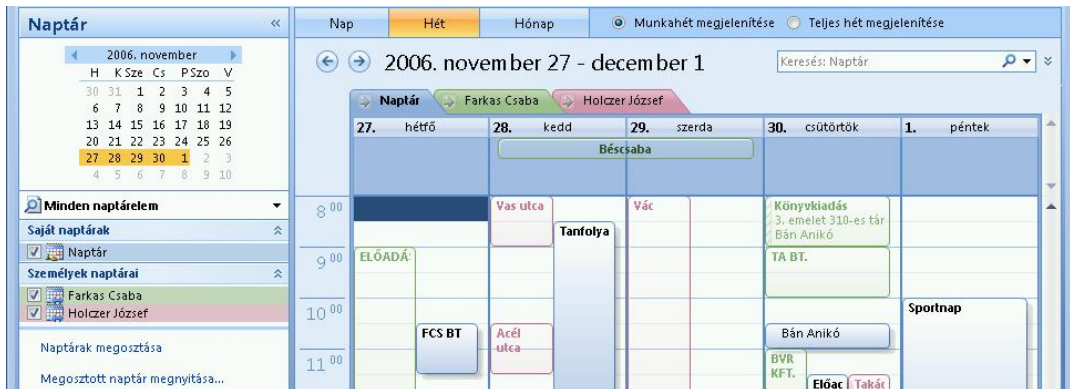 Naptár «
2006. november
H K Sze Cs P Szo V
30 31 1 2 3 4 5
6 7 8 9 10 11 12
13 14 15 16 17 18 19
20 21 22 23 24 25 26
27 28 29 30 1 2 3
4 5 6 7 8 9 10
Minden naptárelem
Saját naptárak
Naptár
Személyek naptárai
Farkas Csaba
Holczer József
Naptárak megosztása
Megosztott naptár megnyitása...
Nap Hét Hónap Munkahét megjelenítése Teljes hét megjelenítése
2006. november 27 - december 1
Keresés: Naptár
Naptár Farkas Csaba Holczer József
27. hétfő 28. kedd 29. szerda 30. csütörtök 1. péntek
Béscsaba
8 00
9 00
10 00
11 00
ELŐADÁ
FCS BT
Vas utca
Tanfolya
Acél
utca
Vác
Könyvkiadás
3. emelet 310-es tár
Bán Anikó
TA BT.
Bán Anikó
BVR
KFT.
Előac
Takác
Sportnap